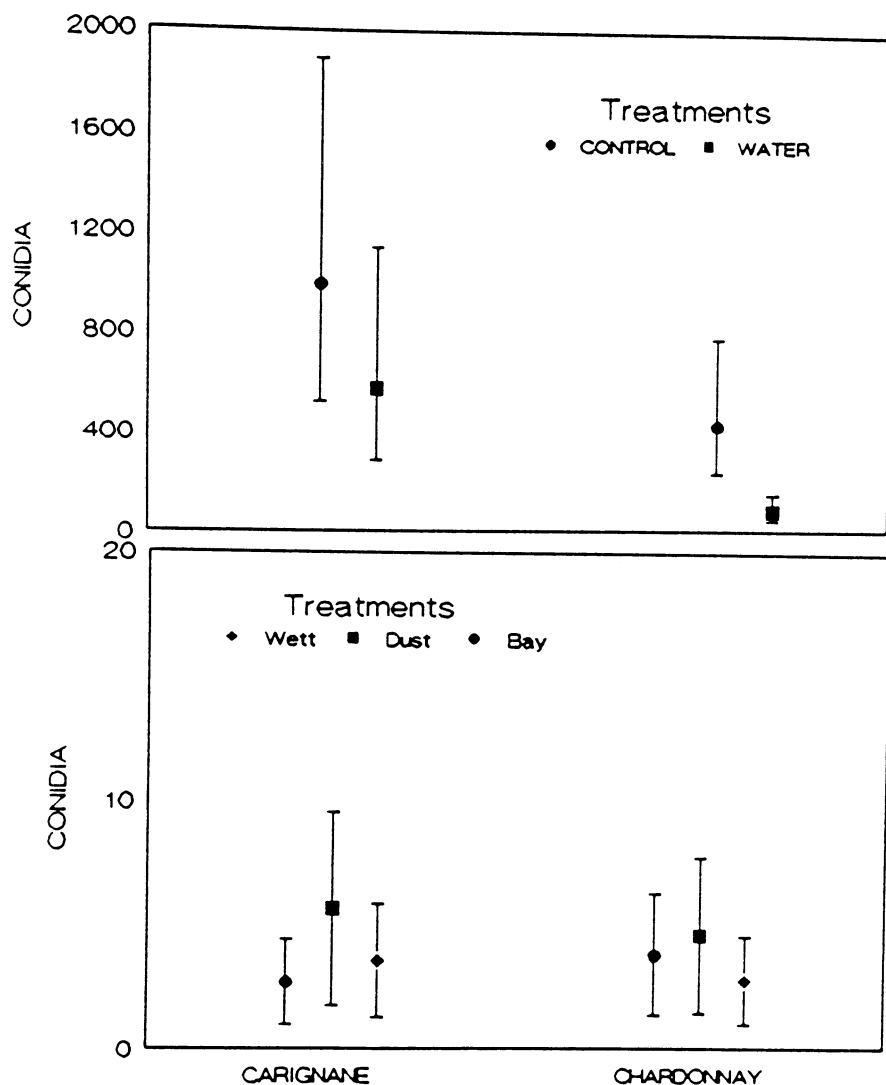 2000
1600
1200
800
400
0
CONIDIA
Treatments
CONTROL WATER
20
10
0
CONIDIA
Treatments
Wett Dust Bay
CARIGNANE CHARDONNAY